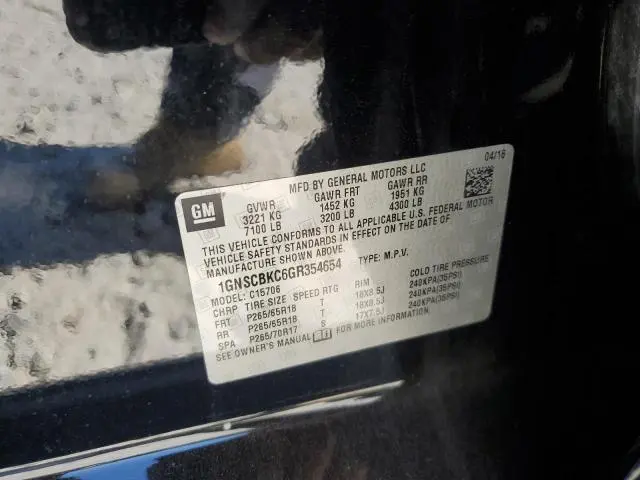 GM
MFD BY GENERAL MOTORS LLC
04/16
GVWR GAWR FRT GAWR RR
3221 KG 1452 KG 1951 KG
7100 LB 3200 LB 4300 LB
THIS VEHICLE CONFORMS TO ALL APPLICABLE U.S. FEDERAL MOTOR
VEHICLE SAFETY STANDARDS IN EFFECT ON THE DATE OF
MANUFACTURE SHOWN ABOVE.
1GNSCBKC6GR354654 TYPE: M.P.V.
MODEL: C15706
CHRP TIRE SIZE SPEED RTG RIM COLD TIRE PRESSURE
FRT P265/65R18 T 18X8.5J 240KPA(35PSI)
RR P265/65R18 T 18X8.5J 240KPA(35PSI)
SPA P265/70R17 S 17X7.5J 240KPA(35PSI)
SEE OWNER'S MANUAL FOR MORE INFORMATION.